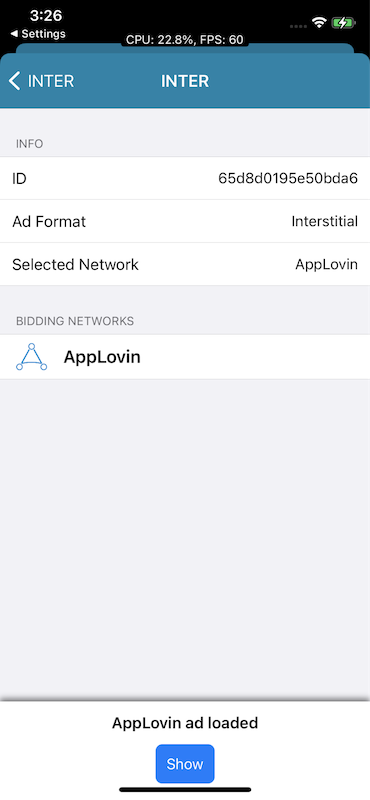 3:26
Settings
CPU: 22.8%, FPS: 60
INTER
INTER
INFO
ID 65d8d0195e50bda6
Ad Format Interstitial
Selected Network AppLovin
BIDDING NETWORKS
AppLovin
AppLovin ad loaded
Show